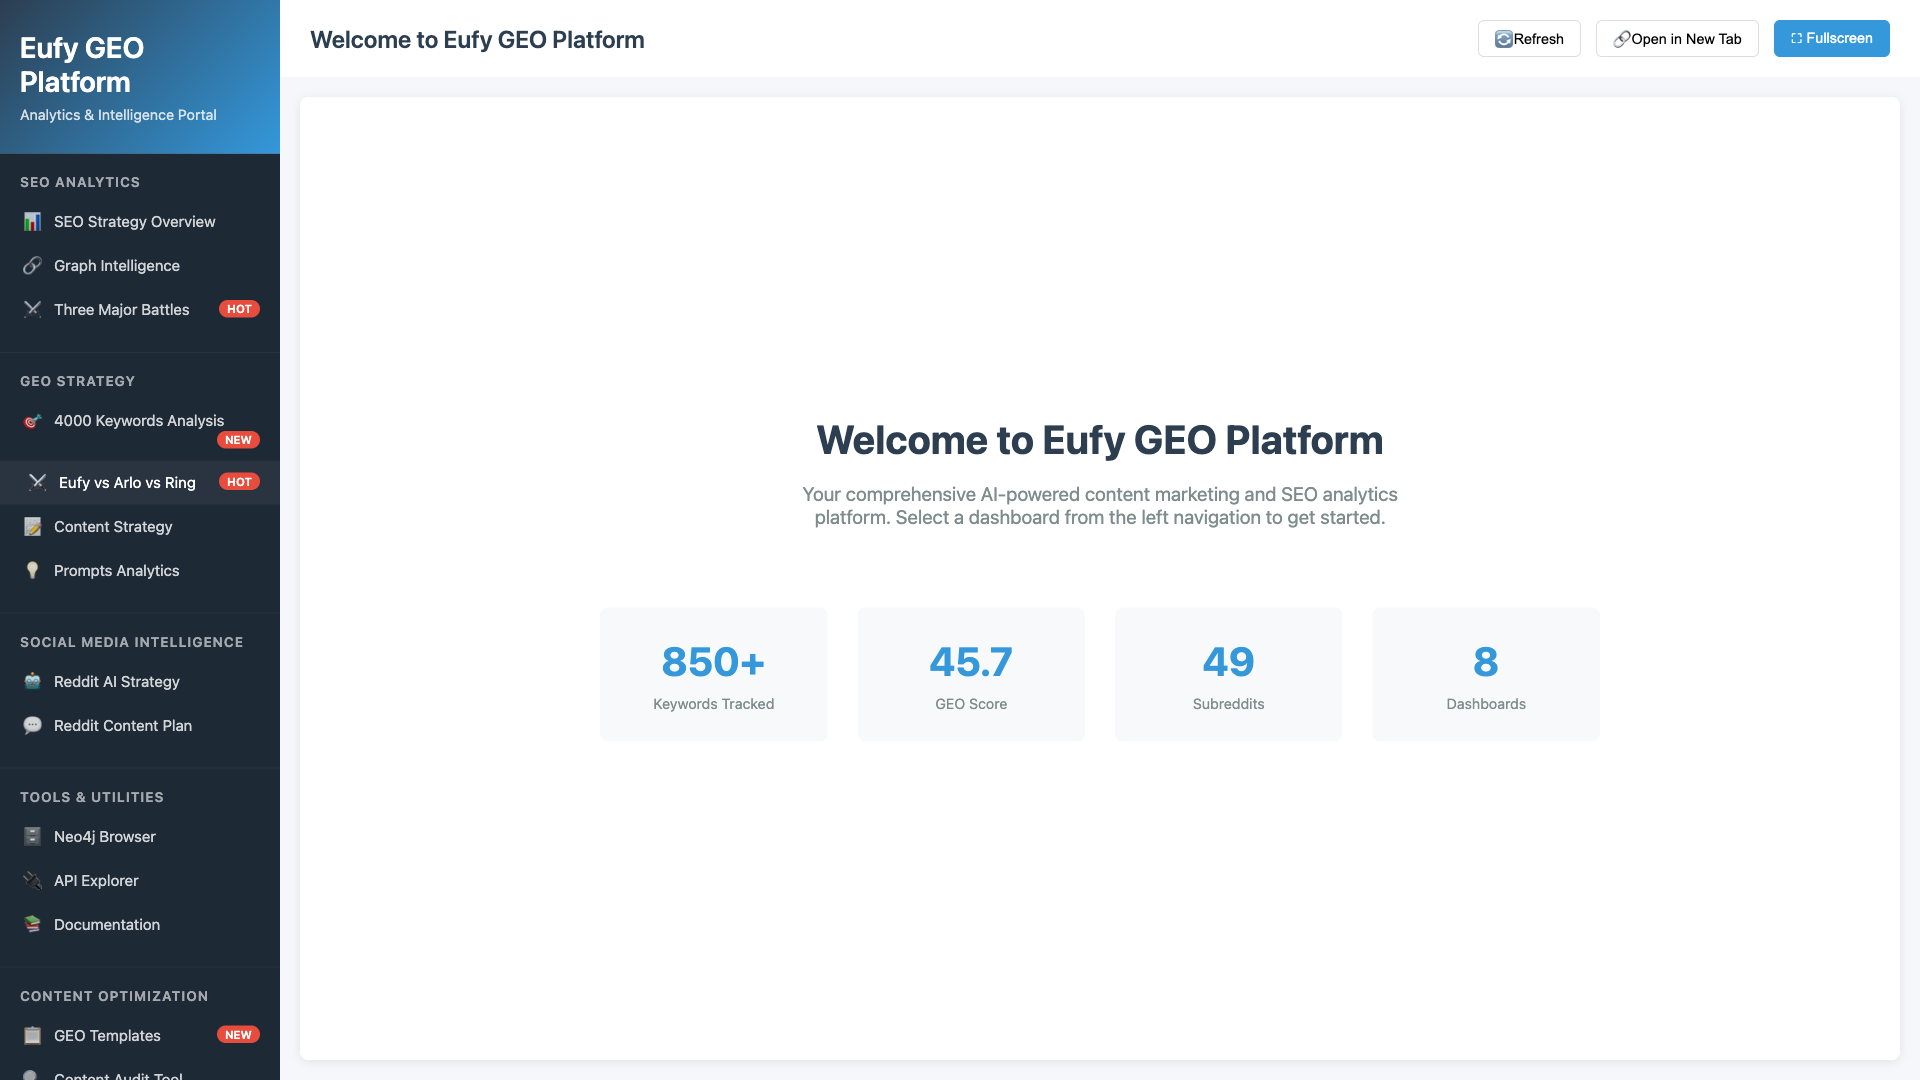 Eufy GEO
Platform
Analytics & Intelligence Portal
SEO ANALYTICS
SEO Strategy Overview
Graph Intelligence
Three Major Battles HOT
GEO STRATEGY
4000 Keywords Analysis
NEW
Eufy vs Arlo vs Ring HOT
Content Strategy
Prompts Analytics
SOCIAL MEDIA INTELLIGENCE
Reddit AI Strategy
Reddit Content Plan
TOOLS & UTILITIES
Neo4j Browser
API Explorer
Documentation
CONTENT OPTIMIZATION
GEO Templates NEW
Content Audit Tool
Welcome to Eufy GEO Platform
Refresh
Open in New Tab
Fullscreen
Welcome to Eufy GEO Platform
Your comprehensive AI-powered content marketing and SEO analytics
platform. Select a dashboard from the left navigation to get started.
850+
Keywords Tracked
45.7
GEO Score
49
Subreddits
8
Dashboards